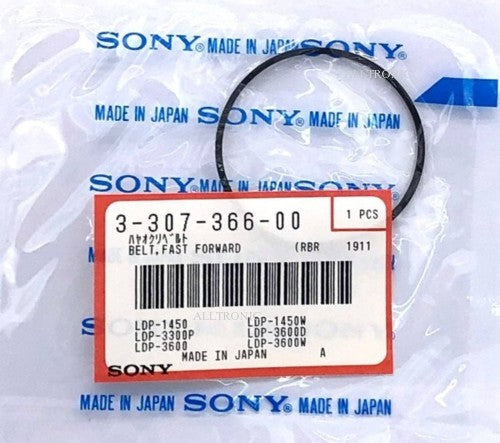 SONY® MADE IN JAPAN SONY
MADE IN JAPAN SONY® MADE IN JAPAN
ALLTRONIC
SONY® MADE IN JAPAN
3-307-366-00
1 PCS
ﾊﾔｵｸﾘﾍﾞﾙﾄ
BELT,FAST FORWARD (RBR 1911
ALLTRONIC
LDP-1450 LDP-1450W
LDP-3300P LDP-3600D
LDP-3600 LDP-3600W
MADE IN JAPAN A
SONY
MADE IN JAPAN SONY® MADE IN JAPAN